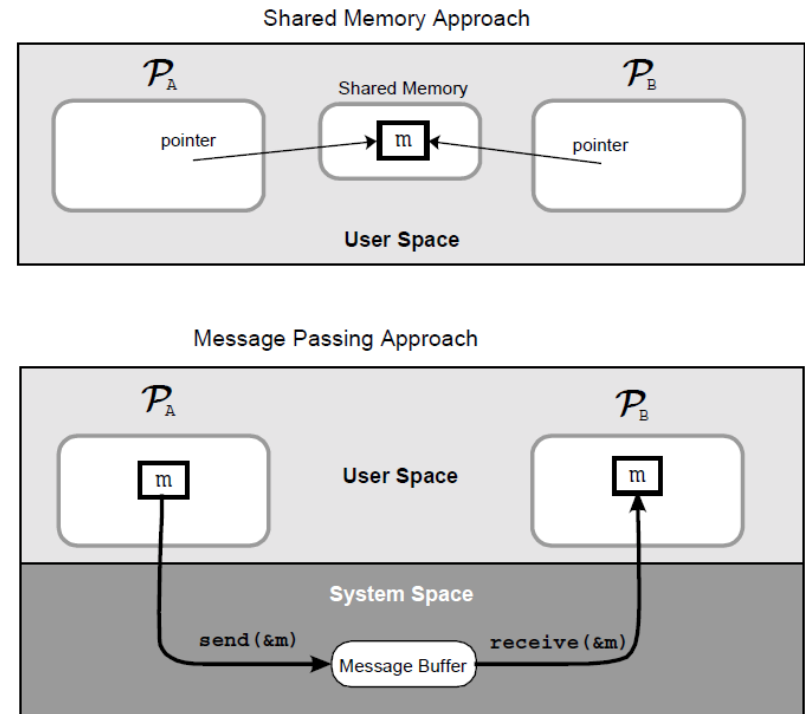 Shared Memory Approach
P_A
P_B
Shared Memory
pointer
m
pointer
User Space
Message Passing Approach
P_A
P_B
m
User Space
m
System Space
send(&m)
receive(&m)
Message Buffer